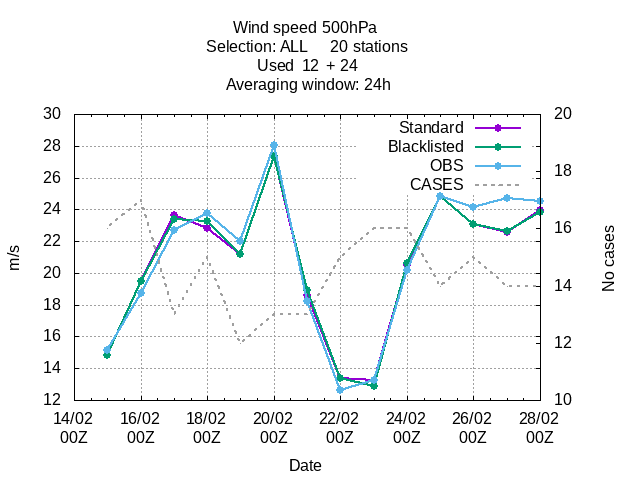 Wind speed 500hPa
Selection: ALL 20 stations
Used 12 + 24
Averaging window: 24h
30
28
26
24
22
20
18
16
14
12
m/s
20
18
16
14
12
10
No cases
Standard
Blacklisted
OBS
CASES
14/02 16/02 18/02 20/02 22/02 24/02 26/02 28/02
00Z 00Z 00Z 00Z 00Z 00Z 00Z 00Z
Date